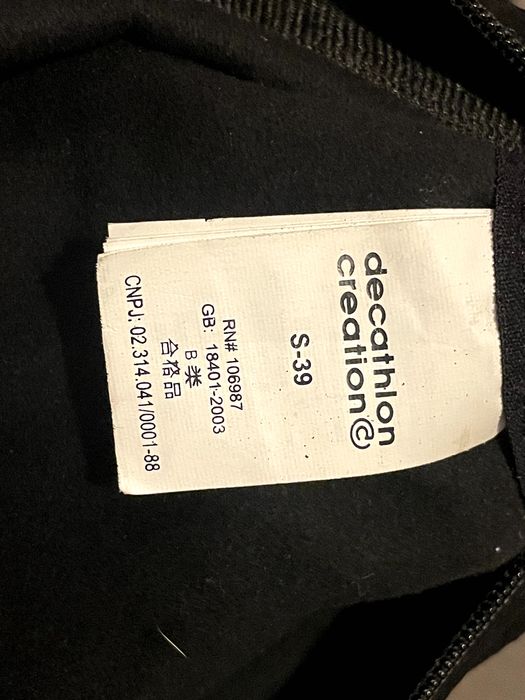 decathlon
creation©
S-39
RN# 106987
GB: 18401-2003
B 类
合格品
CNPJ: 02.314.041/0001-88